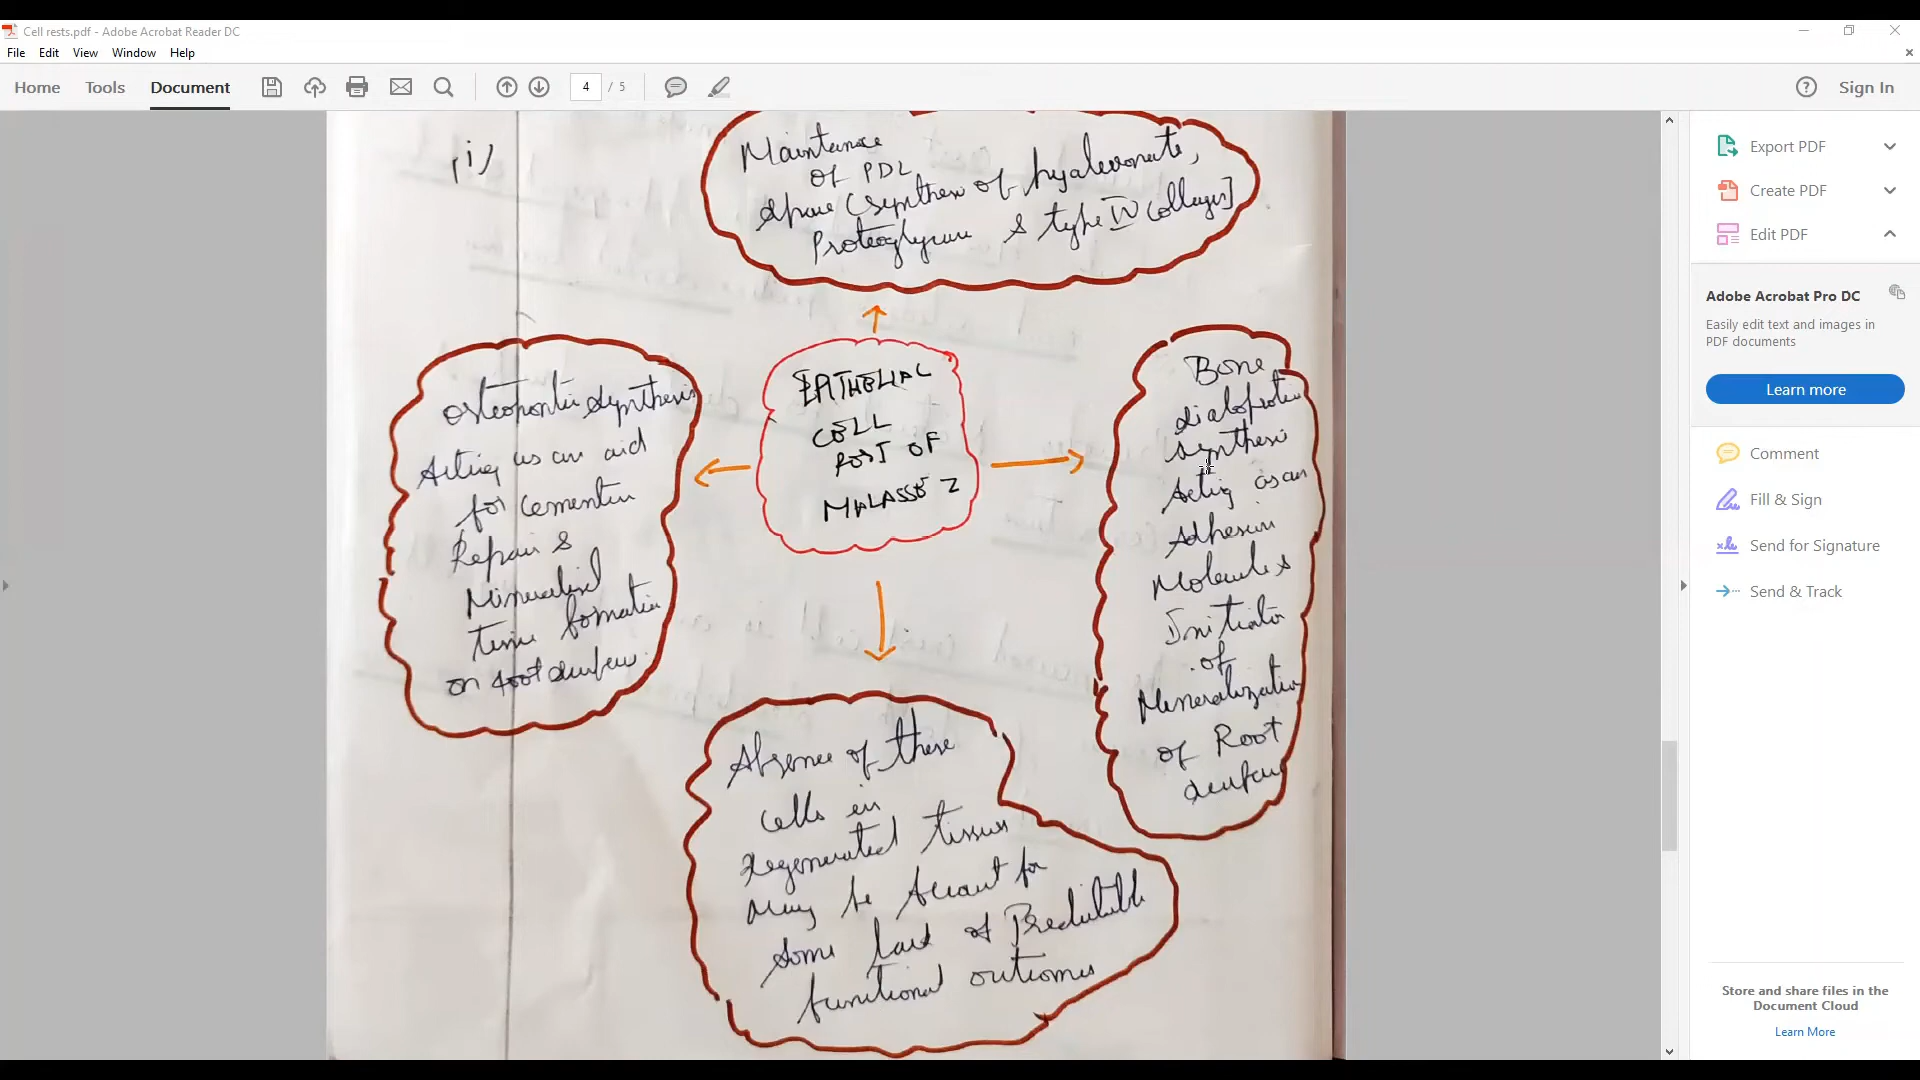 Cell rests.pdf - Adobe Acrobat Reader DC
File Edit View Window Help
Home Tools Document 4 / 5 Sign In
(i)
Maintenance
of PDL
space (synthesis of hyaluronate,
Proteoglycans & type IV Collagen]
EPITHELIAL
CELL
REST OF
MALASSEZ
Osteopontin synthesis
Acting as an aid
for Cementum
Repair &
Mineralised
tissue formation
on root surface.
Bone
sialoprotein
synthesis
Acting as an
Adhesion
Molecules
Initiator
of
Mineralization
of Root
surface
Absence of these
cells in
regenerated tissues
may be account for
some lack of Predictable
functional outcomes
Export PDF
Create PDF
Edit PDF
Adobe Acrobat Pro DC
Easily edit text and images in
PDF documents
Learn more
Comment
Fill & Sign
Send for Signature
Send & Track
Store and share files in the
Document Cloud
Learn More